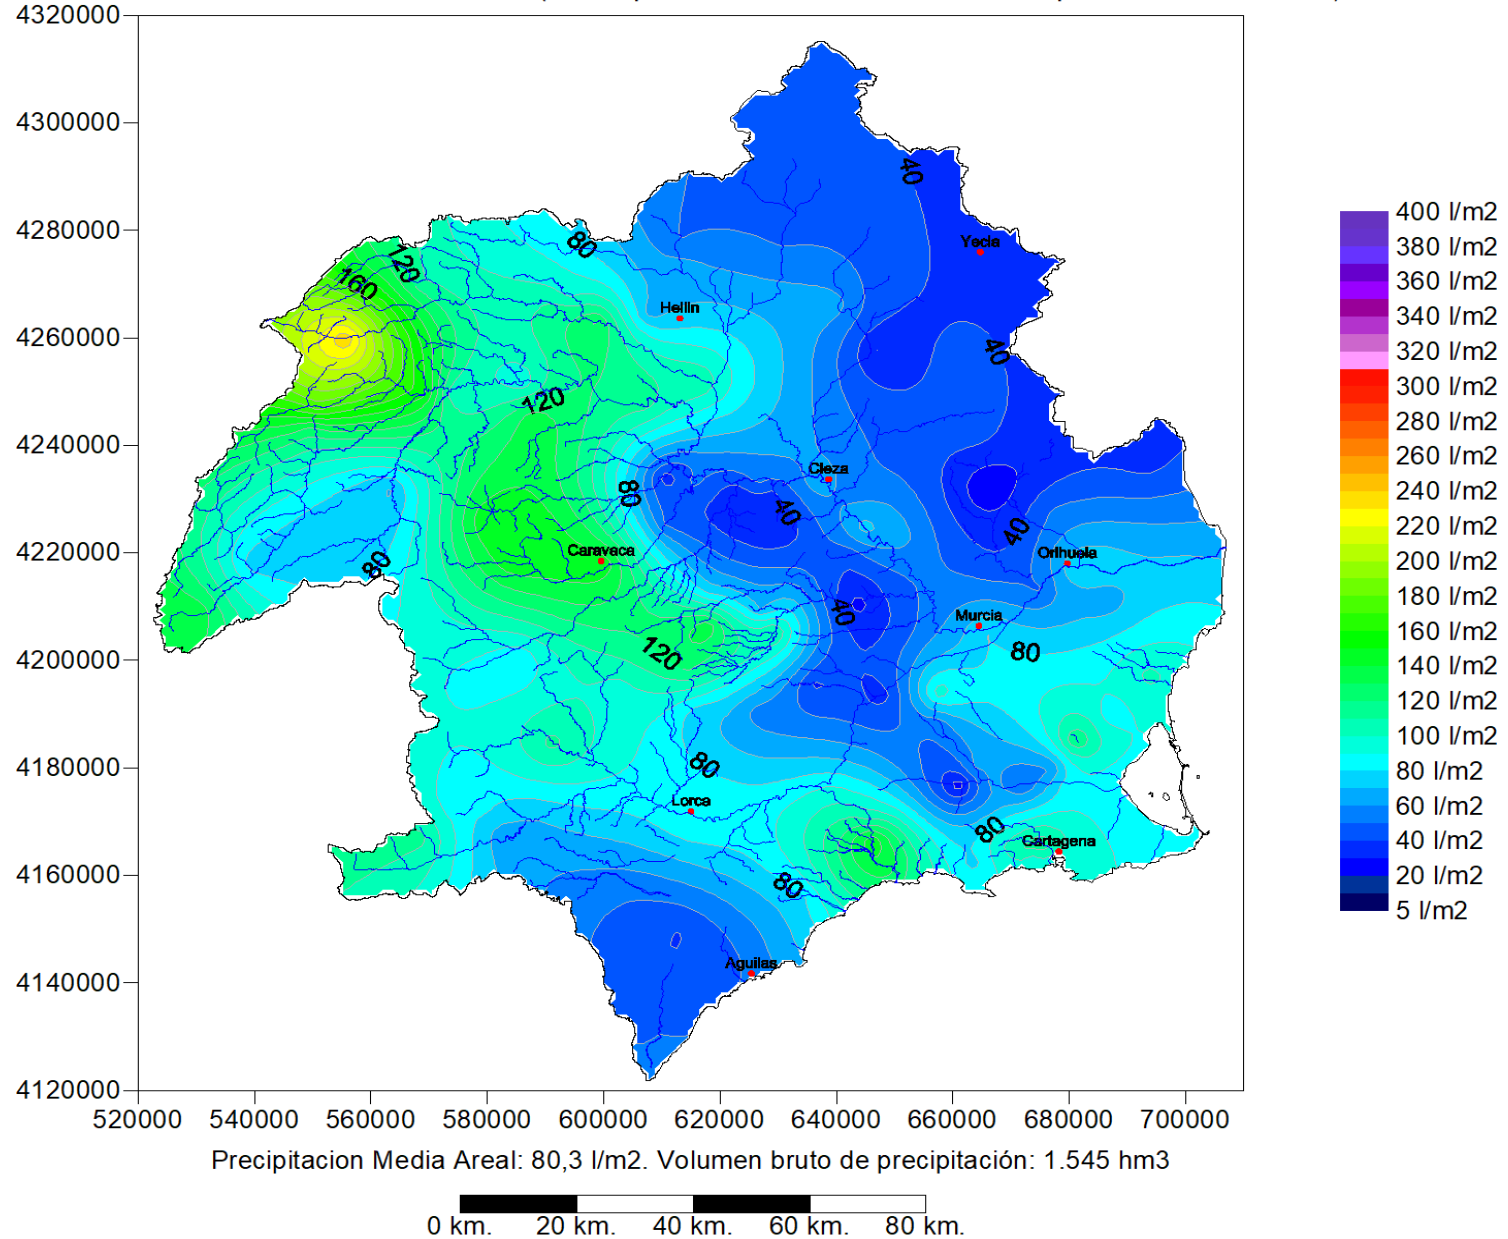 4320000
4300000
4280000
4260000
4240000
4220000
4200000
4180000
4160000
4140000
4120000
520000 540000 560000 580000 600000 620000 640000 660000 680000 700000
40
Yecla
80
120
160
Hellin
40
120
Cieza
80
40
40
Caravaca
Orihuela
80
40
Murcia
120
80
80
Lorca
80
Cartagena
80
Aguilas
400 l/m2
380 l/m2
360 l/m2
340 l/m2
320 l/m2
300 l/m2
280 l/m2
260 l/m2
240 l/m2
220 l/m2
200 l/m2
180 l/m2
160 l/m2
140 l/m2
120 l/m2
100 l/m2
80 l/m2
60 l/m2
40 l/m2
20 l/m2
5 l/m2
Precipitacion Media Areal: 80,3 l/m2. Volumen bruto de precipitación: 1.545 hm3
0 km. 20 km. 40 km. 60 km. 80 km.